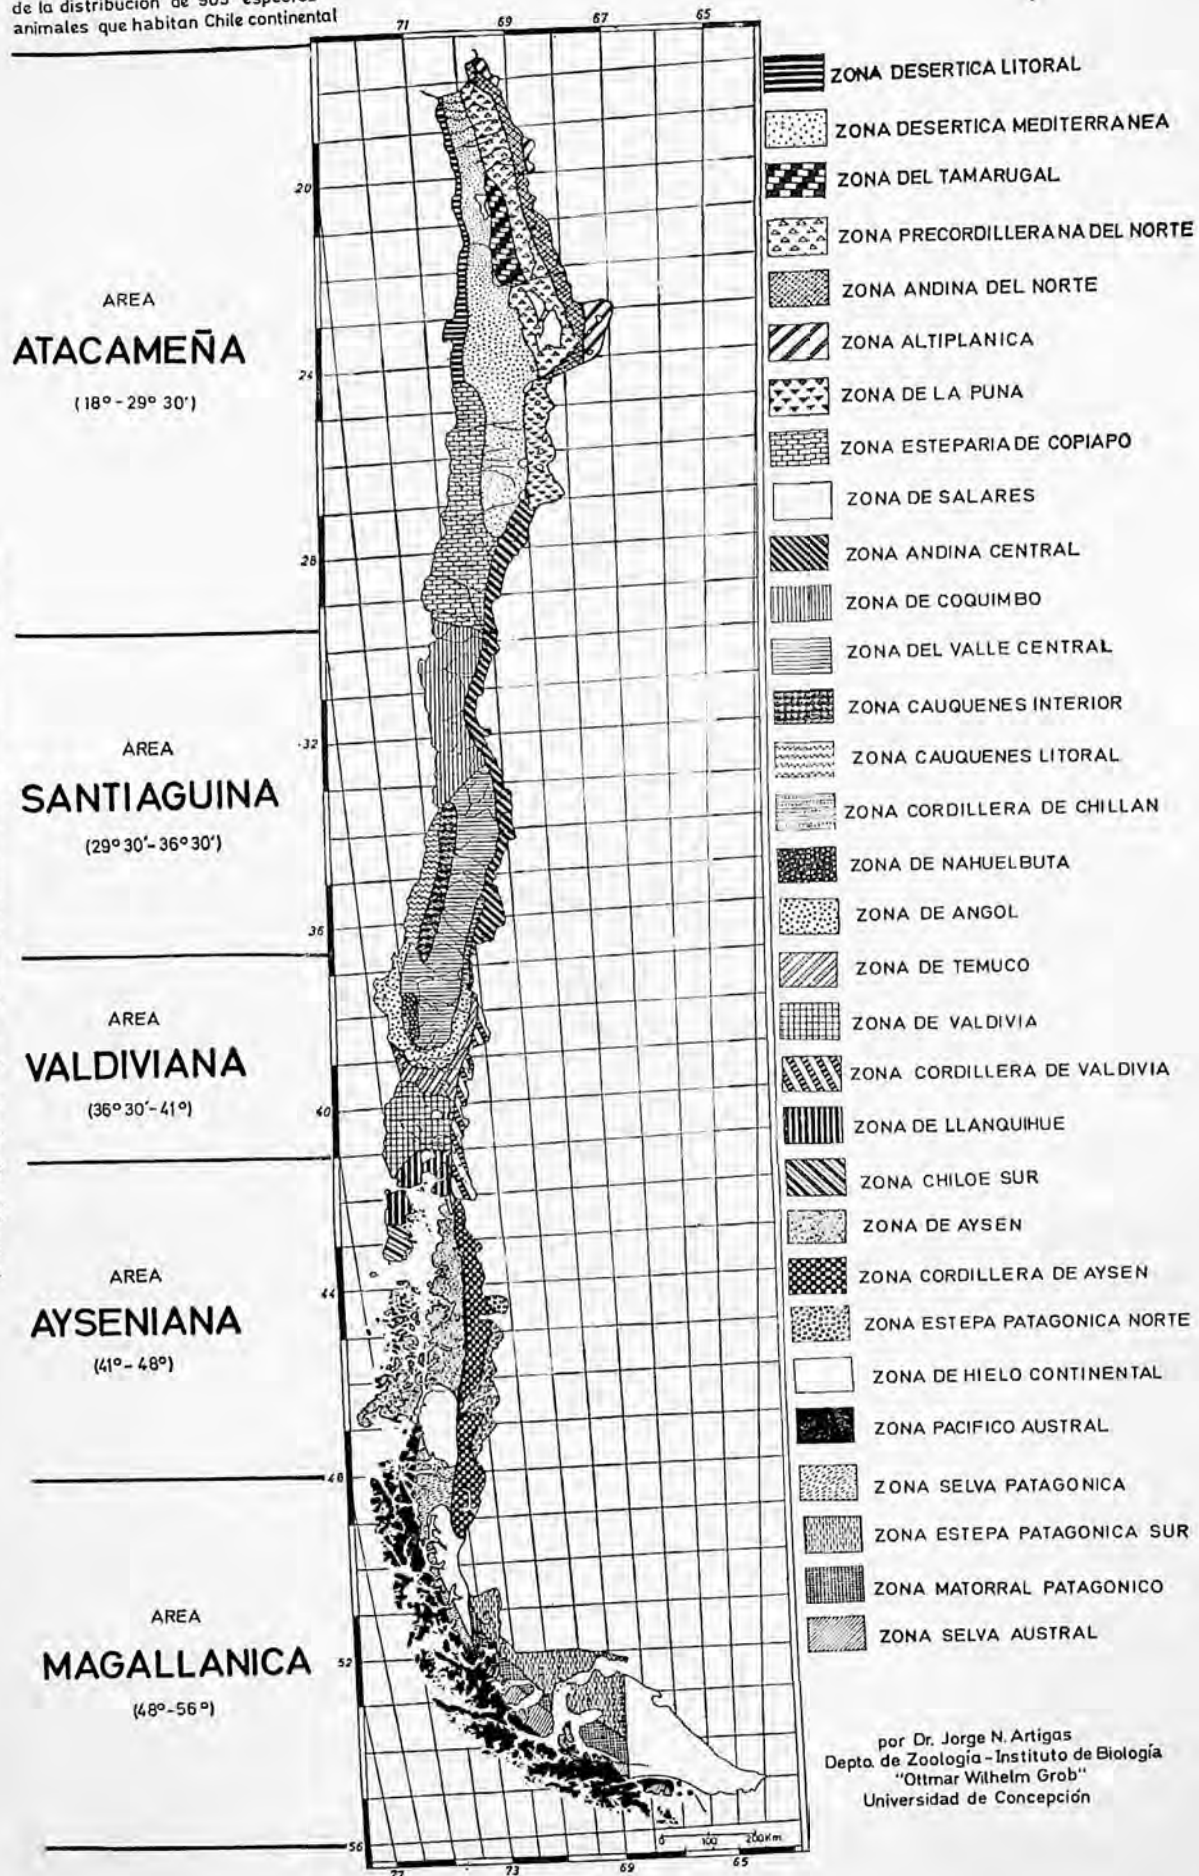 de la distribución de 903 especies
animales que habitan Chile continental
71 69 67 65
ZONA DESERTICA LITORAL
ZONA DESERTICA MEDITERRANEA
ZONA DEL TAMARUGAL
ZONA PRECORDILLERANA DEL NORTE
ZONA ANDINA DEL NORTE
ZONA ALTIPLANICA
ZONA DE LA PUNA
ZONA ESTEPARIA DE COPIAPO
ZONA DE SALARES
ZONA ANDINA CENTRAL
ZONA DE COQUIMBO
ZONA DEL VALLE CENTRAL
ZONA CAUQUENES INTERIOR
ZONA CAUQUENES LITORAL
ZONA CORDILLERA DE CHILLAN
ZONA DE NAHUELBUTA
ZONA DE ANGOL
ZONA DE TEMUCO
ZONA DE VALDIVIA
ZONA CORDILLERA DE VALDIVIA
ZONA DE LLANQUIHUE
ZONA CHILOE SUR
ZONA DE AYSEN
ZONA CORDILLERA DE AYSEN
ZONA ESTEPA PATAGONICA NORTE
ZONA DE HIELO CONTINENTAL
ZONA PACIFICO AUSTRAL
ZONA SELVA PATAGONICA
ZONA ESTEPA PATAGONICA SUR
ZONA MATORRAL PATAGONICO
ZONA SELVA AUSTRAL
AREA
ATACAMEÑA
(18°-29° 30')
AREA
SANTIAGUINA
(29° 30'-36° 30')
AREA
VALDIVIANA
(36° 30'-41°)
AREA
AYSENIANA
(41°-48°)
AREA
MAGALLANICA
(48°-56°)
20
24
28
32
36
40
44
48
52
56
0 100 200Km.
77 73 69 65
por Dr. Jorge N. Artigas
Depto. de Zoología-Instituto de Biología
"Ottmar Wilhelm Grob"
Universidad de Concepción